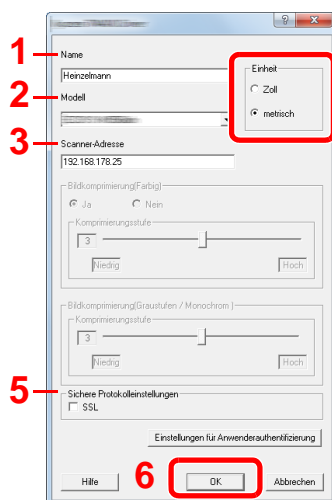 1
Name
Heinzelmann
Einheit
Zoll
metrisch
2
Modell
3
Scanner-Adresse
192.168.178.25
Bildkomprimierung(Farbig)
Ja
Nein
Komprimierungsstufe
3
Niedrig
Hoch
Bildkomprimierung(Graustufen / Monochrom )
Komprimierungsstufe
3
Niedrig
Hoch
5
Sichere Protokolleinstellungen
SSL
Einstellungen für Anwenderauthentifizierung
6
Hilfe
OK
Abbrechen